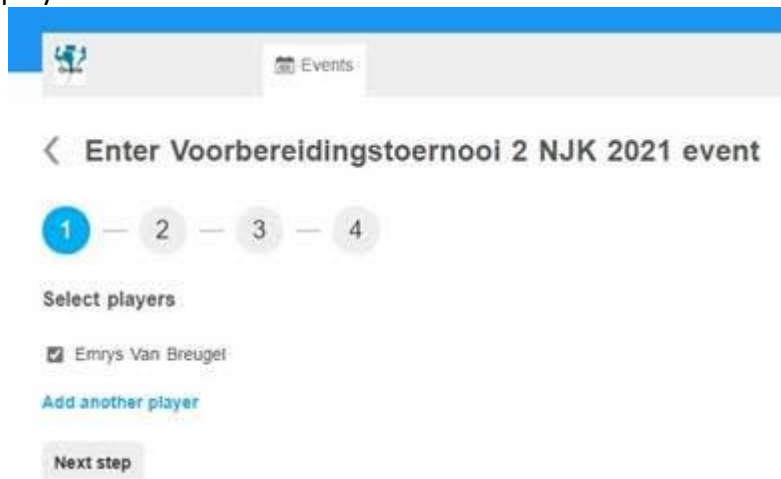 Events
Enter Voorbereidingstoernooi 2 NJK 2021 event
1 — 2 — 3 — 4
Select players
Emrys Van Breugel
Add another player
Next step